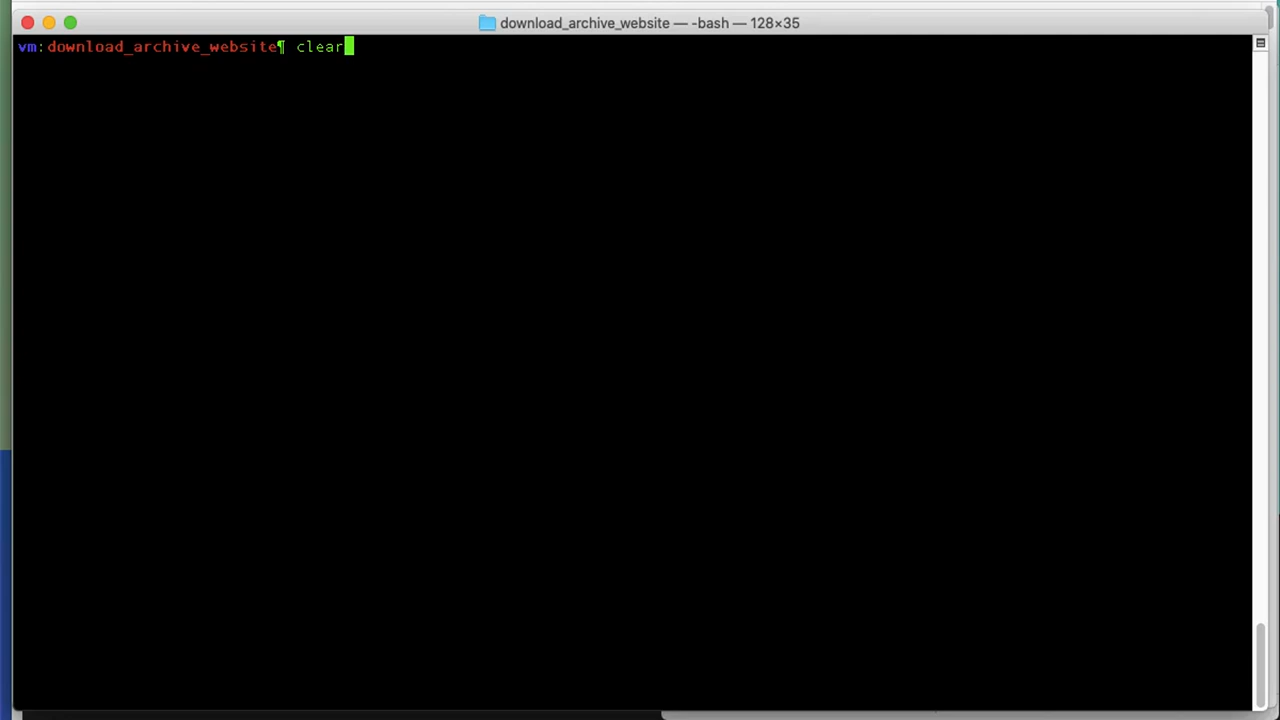 download_archive_website — -bash — 128×35
vm:download_archive_website¶ clear